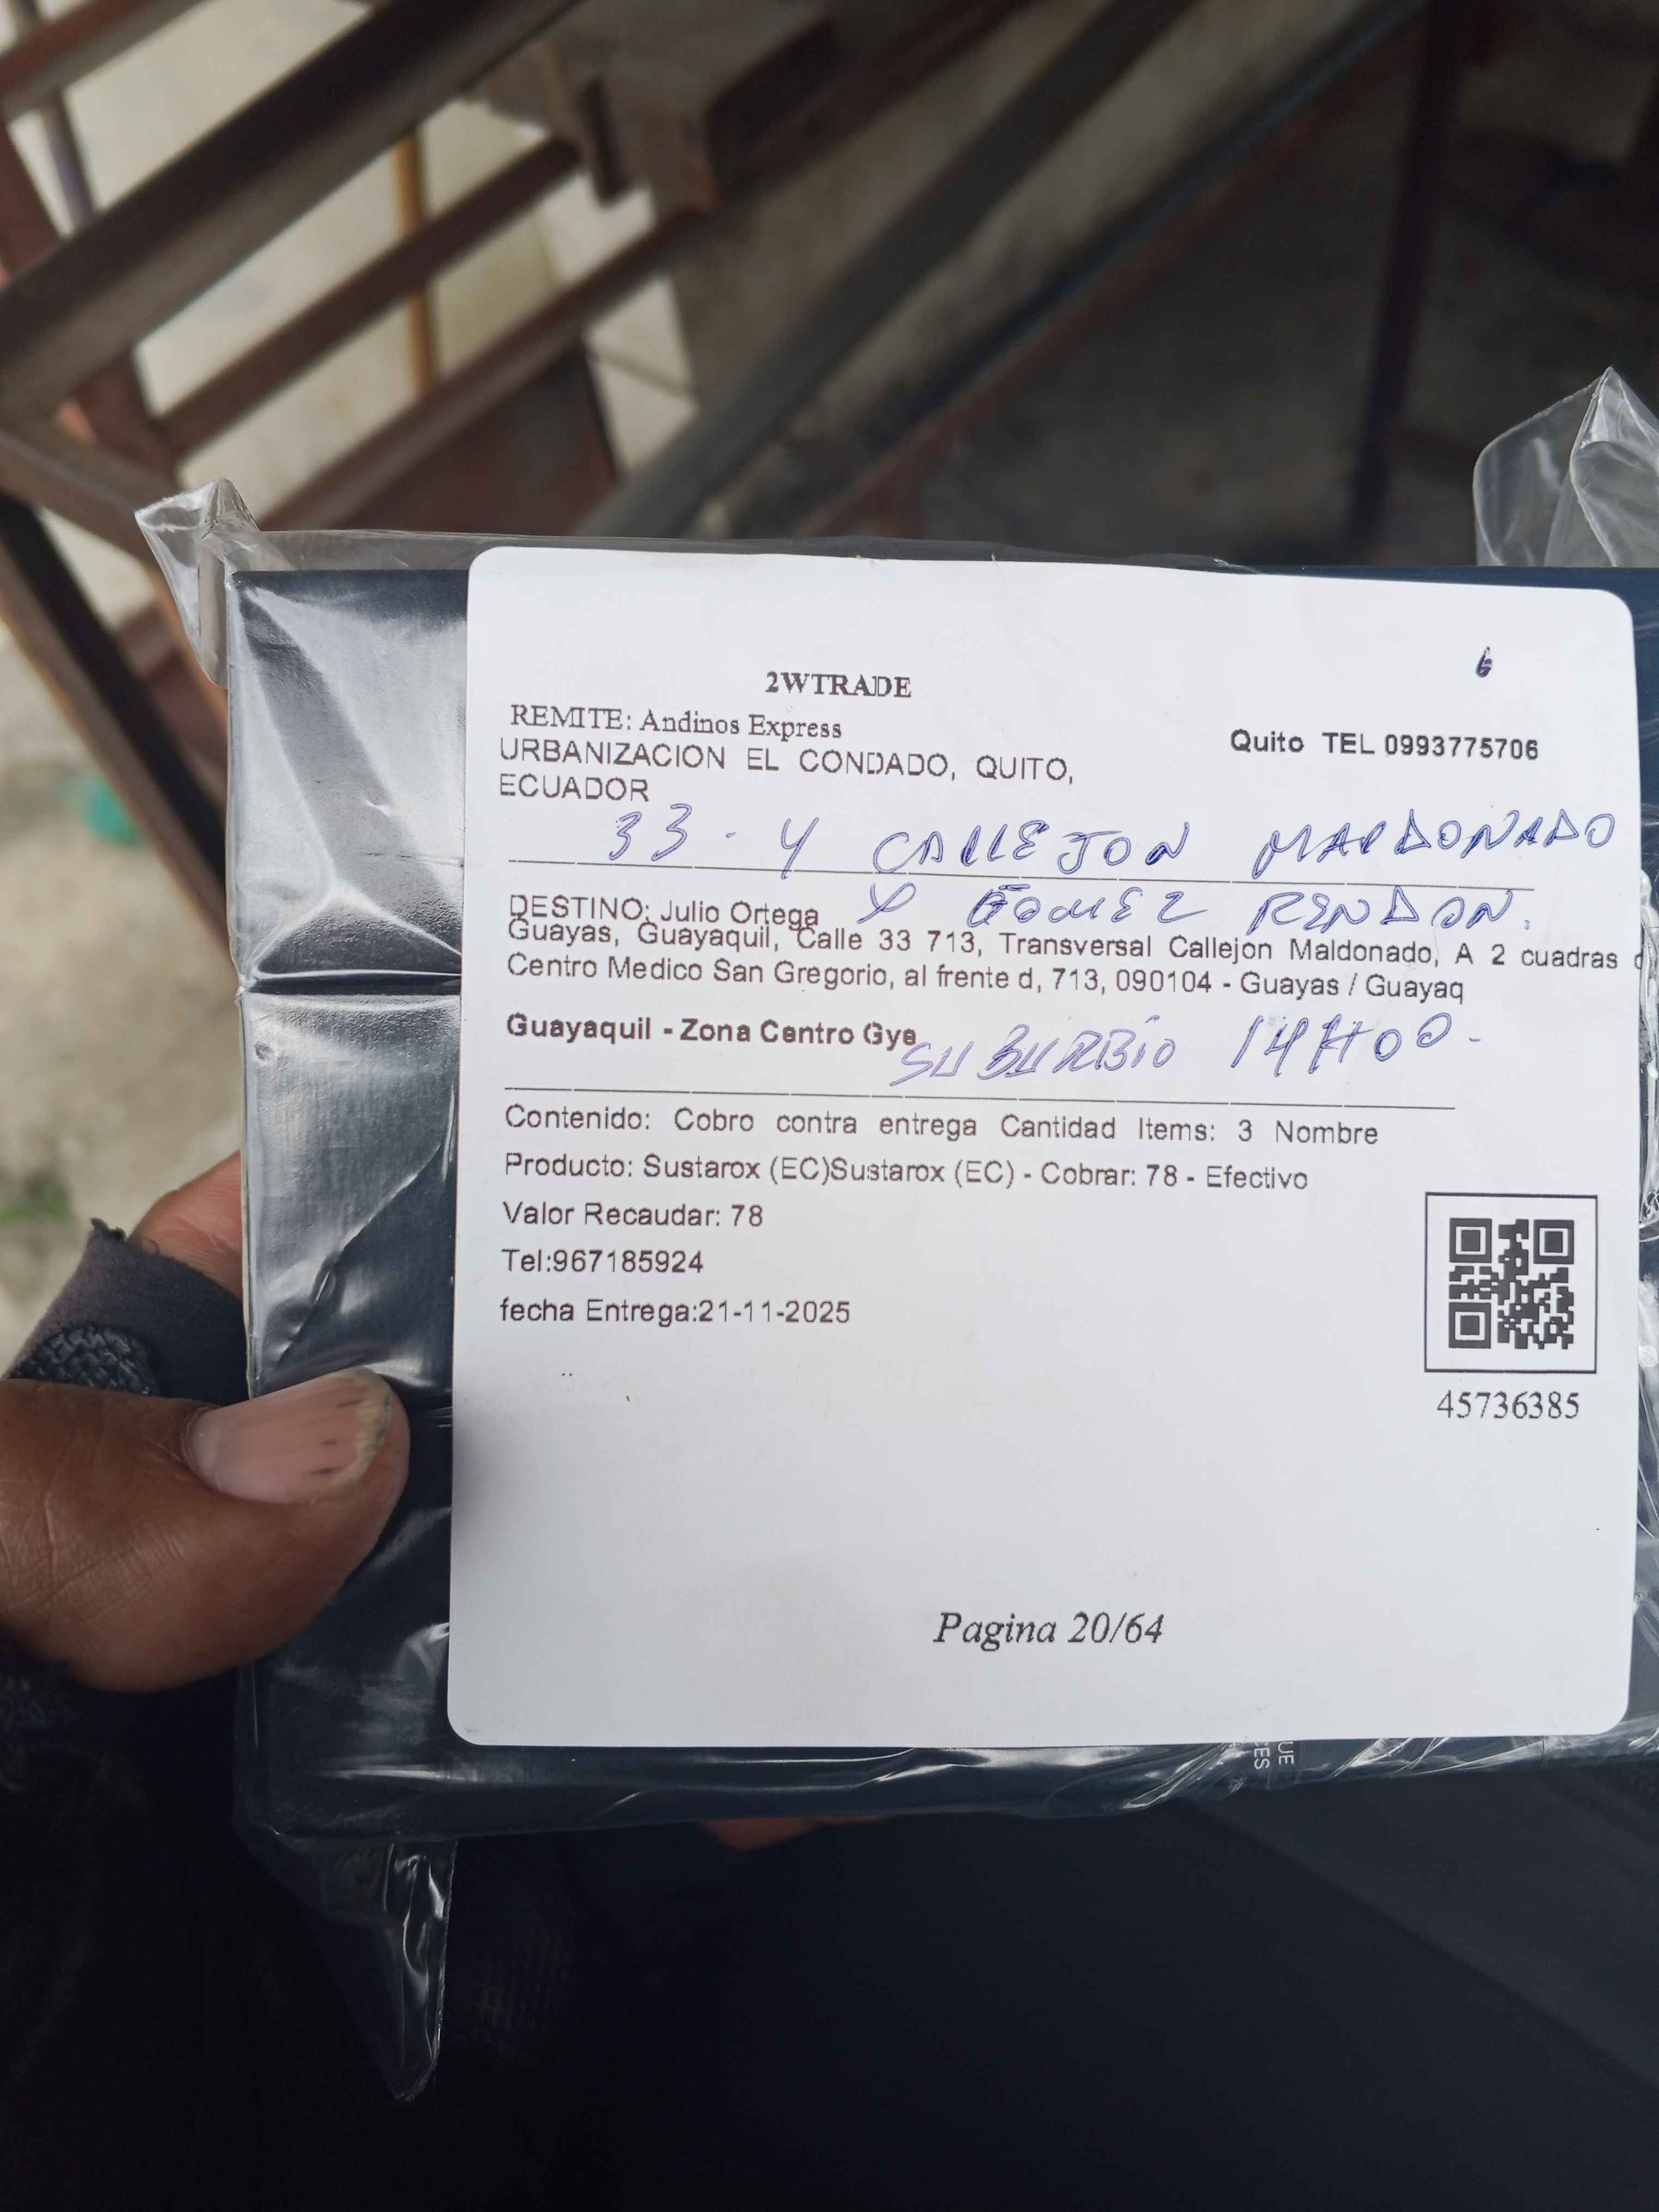 6
2WTRADE
REMITE: Andinos Express
Quito TEL 0993775706
URBANIZACION EL CONDADO, QUITO,
ECUADOR
33 - Y CALLEJON MALDONADO
Y GOMEZ RENDON.
DESTINO: Julio Ortega
Guayas, Guayaquil, Calle 33 713, Transversal Callejon Maldonado, A 2 cuadras d
Centro Medico San Gregorio, al frente d, 713, 090104 - Guayas / Guayaq
Guayaquil - Zona Centro Gye
SUBURBIO 14H00.
Contenido: Cobro contra entrega Cantidad Items: 3 Nombre
Producto: Sustarox (EC)Sustarox (EC) - Cobrar: 78 - Efectivo
Valor Recaudar: 78
Tel:967185924
fecha Entrega:21-11-2025
45736385
Pagina 20/64